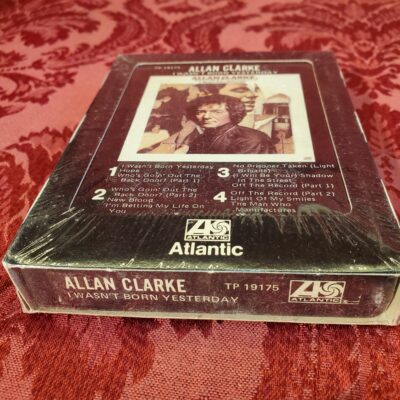 TP 19175 ALLAN CLARKE
I WASN'T BORN YESTERDAY
ALLAN CLARKE
1 I Wasn't Born Yesterday
Hope
Who's Goin' Out The
Back Door? (Part 1)
2 Who's Goin' Out The
Back Door? (Part 2)
New Blood
I'm Betting My Life On
You
3 No Prisoner Taken (Light
Brigade)
(I Will Be Your) Shadow
In The Street
Off The Record (Part 1)
4 Off The Record (Part 2)
Light Of My Smiles
The Man Who
Manufactures
ATLANTIC
Atlantic
ALLAN CLARKE
I WASN'T BORN YESTERDAY
TP 19175
ATLANTIC